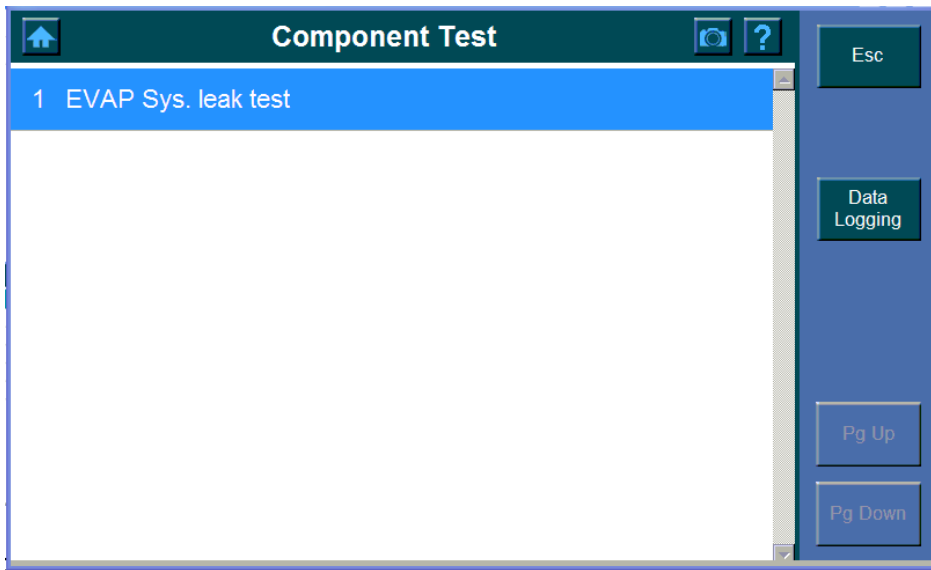 Component Test
?
Esc
1 EVAP Sys. leak test
Data
Logging
Pg Up
Pg Down